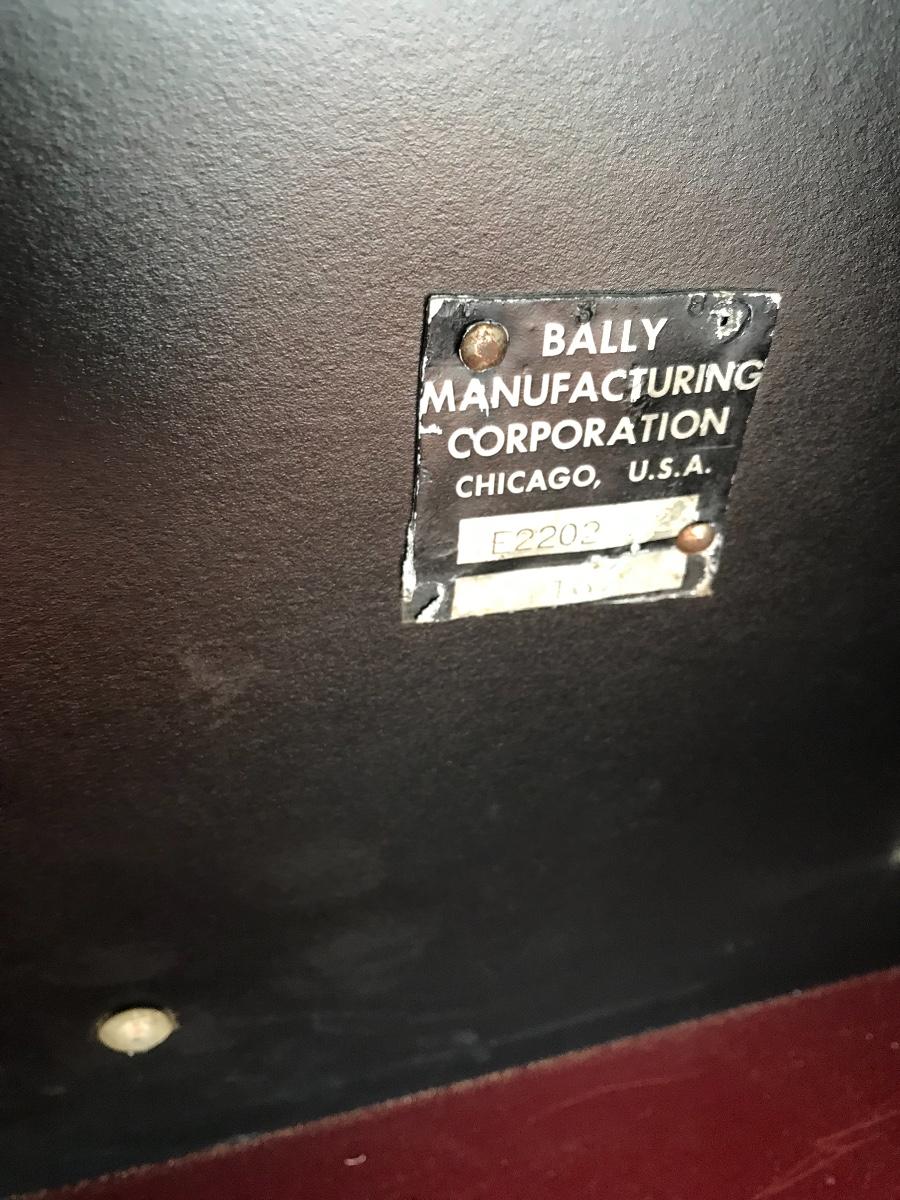 BALLY
MANUFACTURING
CORPORATION
CHICAGO, U.S.A.
E2202